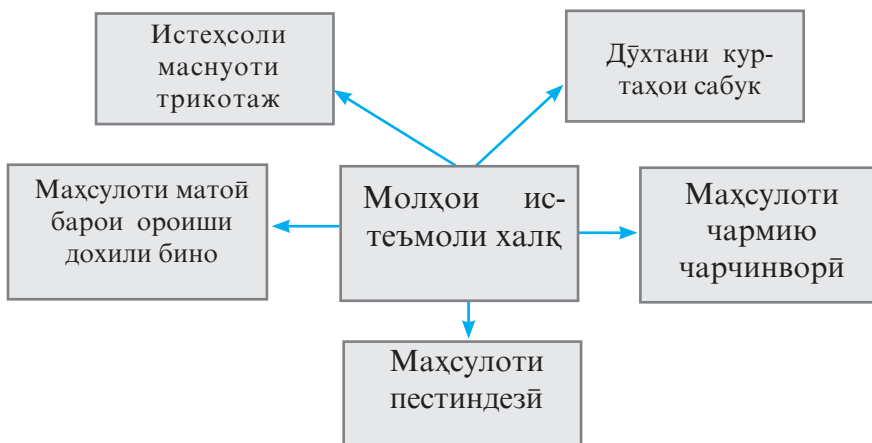 Истеҳсоли
маснуоти
трикотаж
Дӯхтани кур-
таҳои сабук
Маҳсулоти матоӣ
барои ороиши
дохили бино
Молҳои ис-
теъмоли халқ
Маҳсулоти
чармию
чарчинворӣ
Маҳсулоти
пестиндезӣ